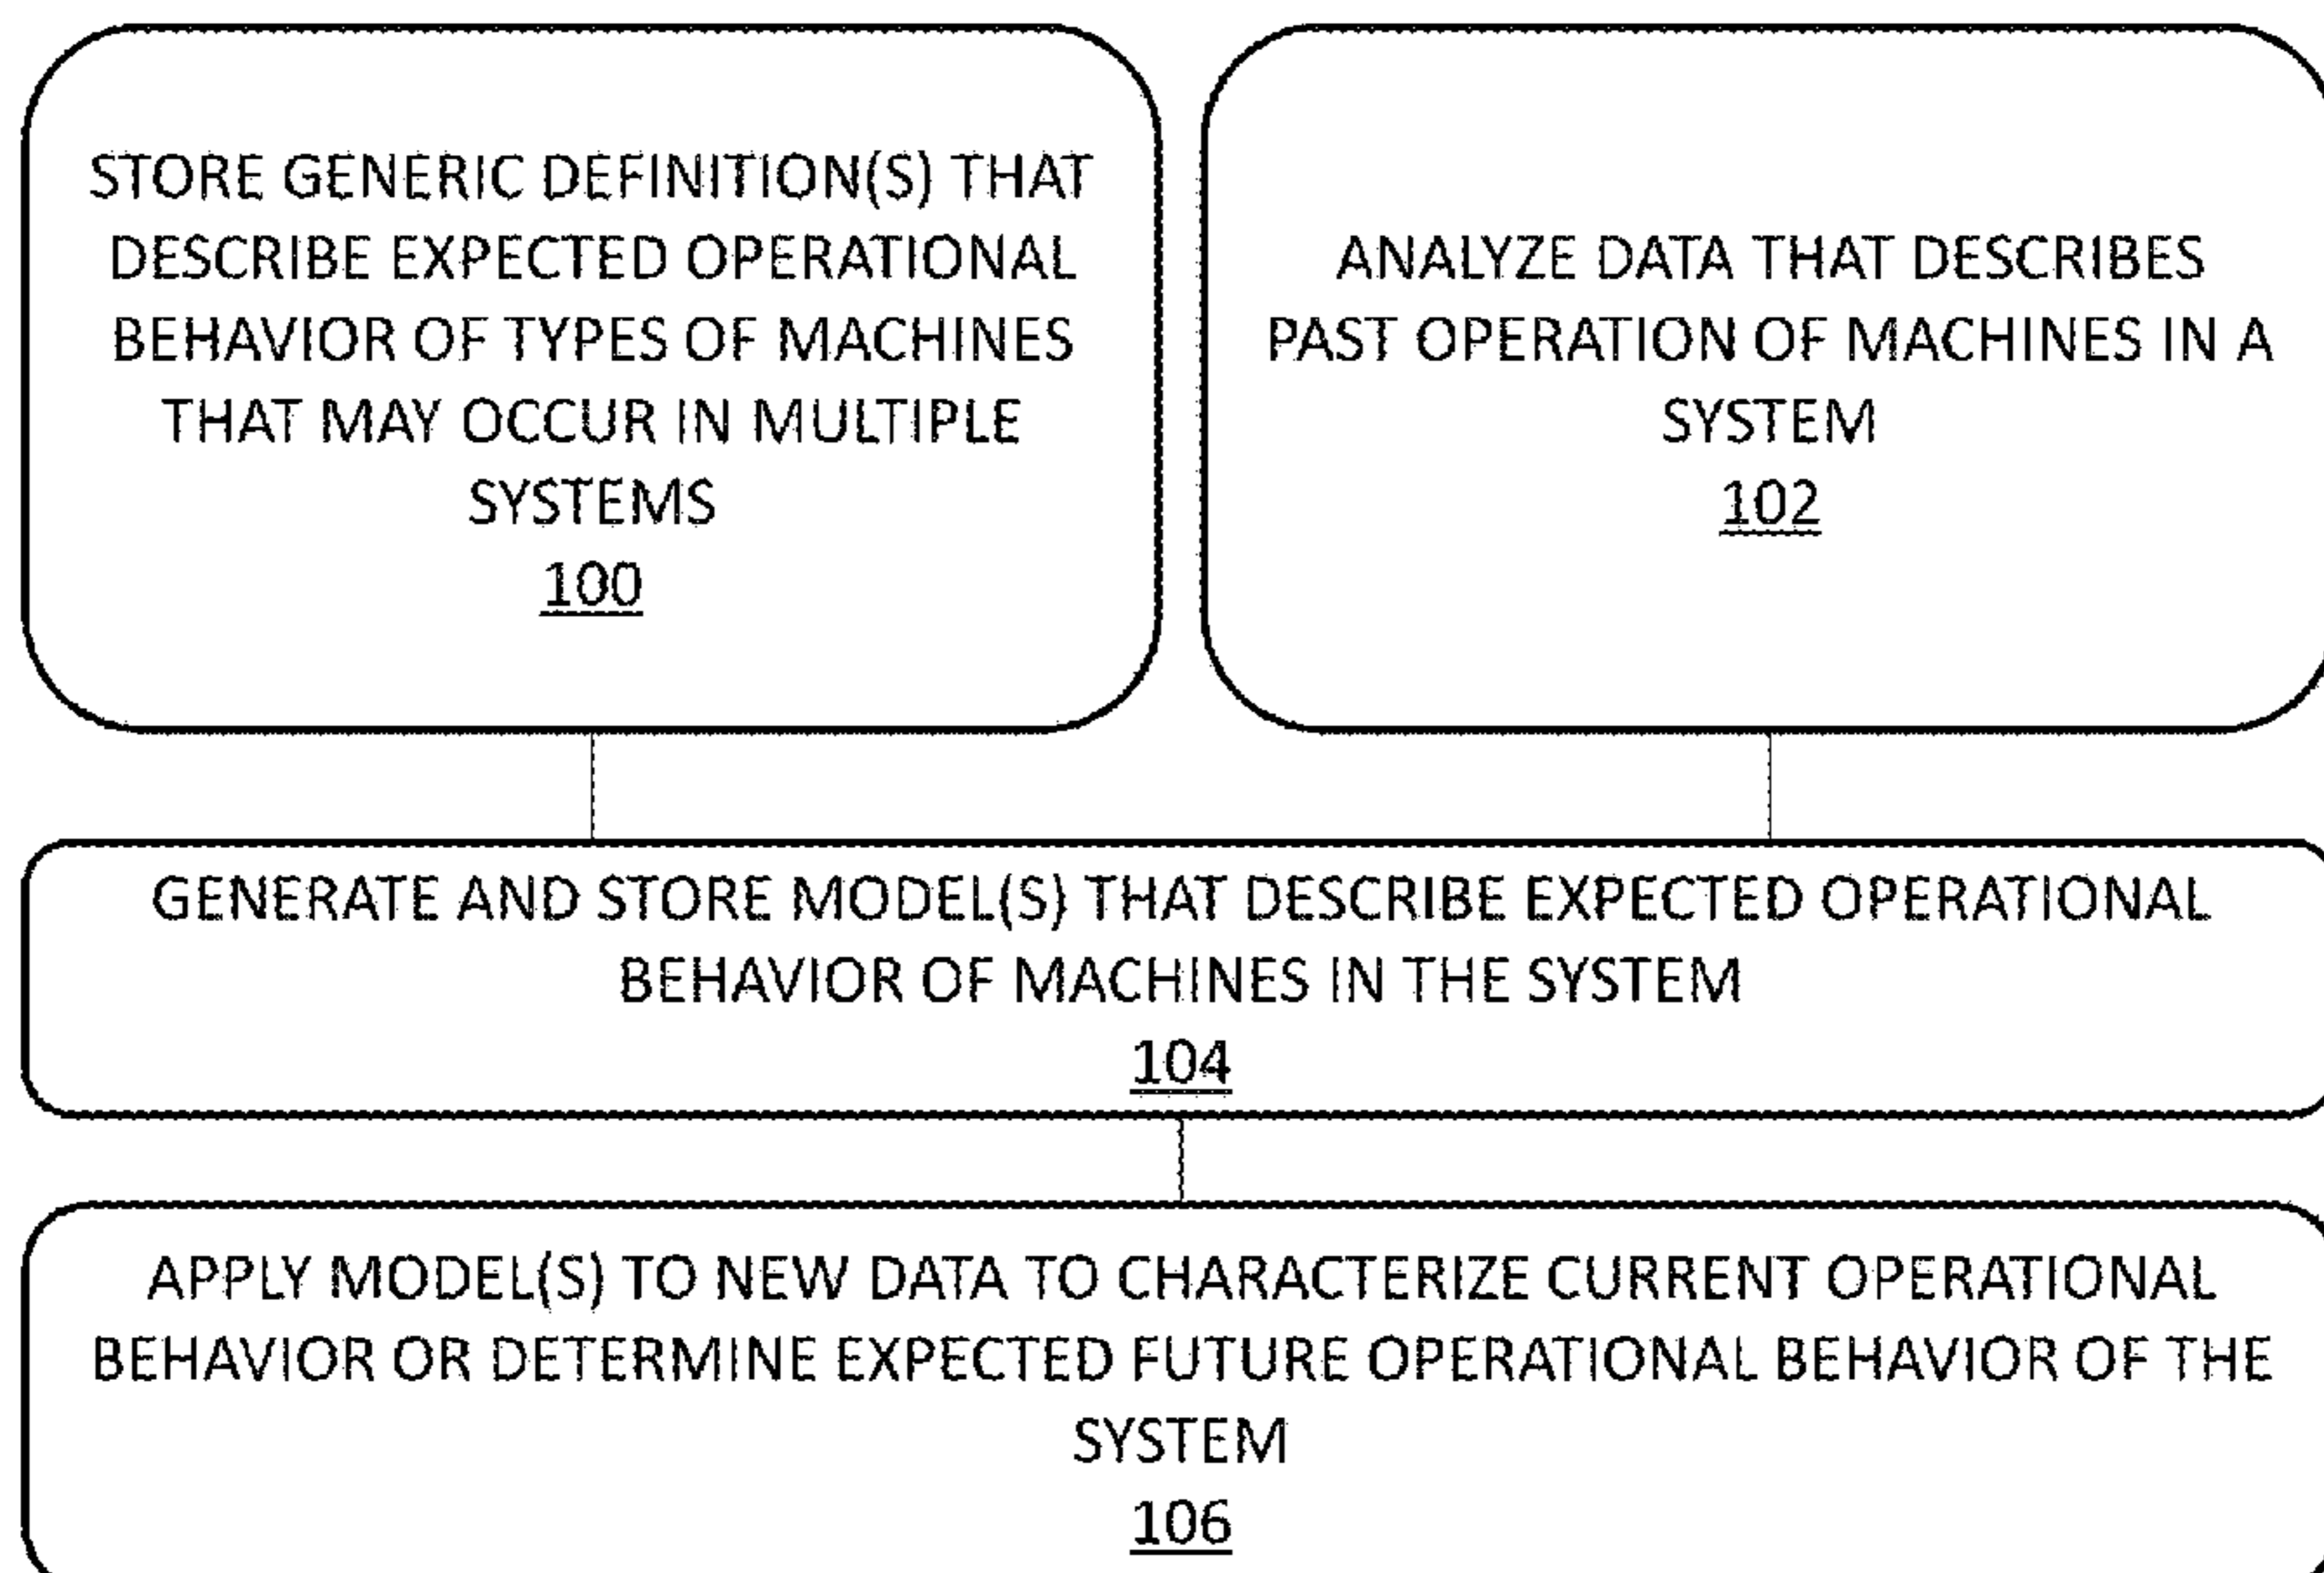 STORE GENERIC DEFINITION(S) THAT
DESCRIBE EXPECTED OPERATIONAL
BEHAVIOR OF TYPES OF MACHINES
THAT MAY OCCUR IN MULTIPLE
SYSTEMS
100
ANALYZE DATA THAT DESCRIBES
PAST OPERATION OF MACHINES IN A
SYSTEM
102
GENERATE AND STORE MODEL(S) THAT DESCRIBE EXPECTED OPERATIONAL
BEHAVIOR OF MACHINES IN THE SYSTEM
104
APPLY MODEL(S) TO NEW DATA TO CHARACTERIZE CURRENT OPERATIONAL
BEHAVIOR OR DETERMINE EXPECTED FUTURE OPERATIONAL BEHAVIOR OF THE
SYSTEM
106